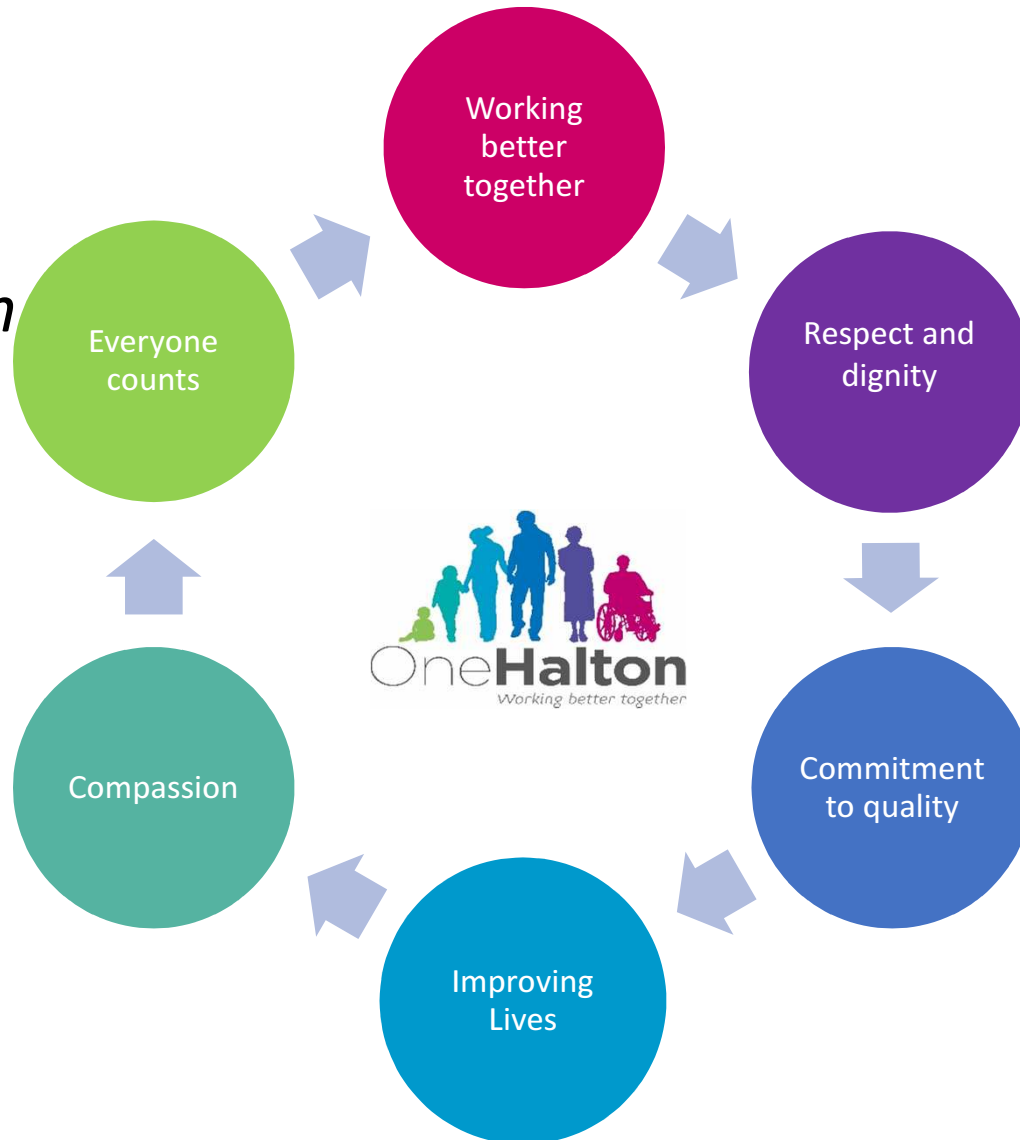 Working
better
together
Respect and
dignity
Commitment
to quality
Improving
Lives
Compassion
Everyone
counts
OneHalton
Working better together